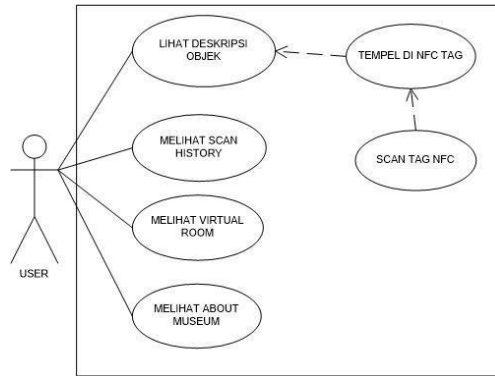 LIHAT DESKRIPSI
OBJEK
TEMPEL DI NFC TAG
MELIHAT SCAN
HISTORY
SCAN TAG NFC
MELIHAT VIRTUAL
ROOM
USER
MELIHAT ABOUT
MUSEUM